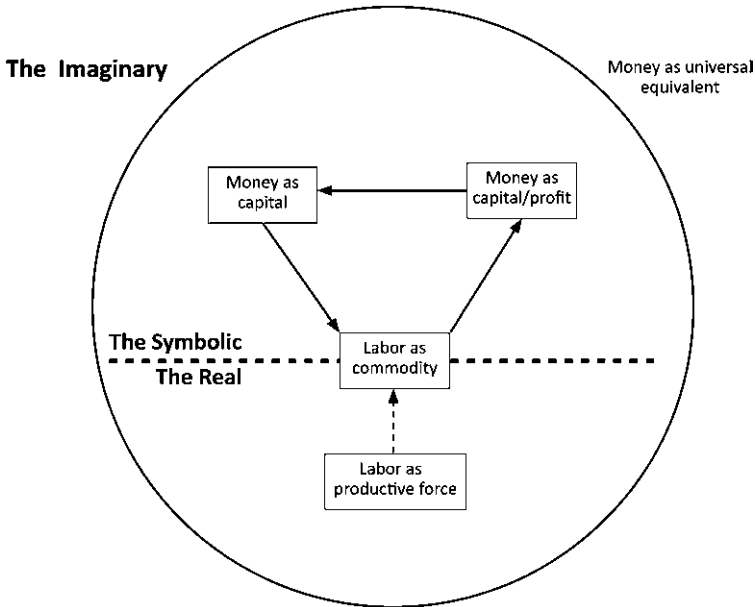 The Imaginary
Money as universal
equivalent
Money as
capital
Money as
capital/profit
The Symbolic
The Real
Labor as
commodity
Labor as
productive force